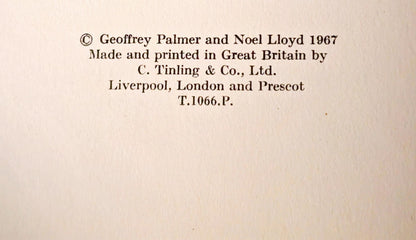 © Geoffrey Palmer and Noel Lloyd 1967
Made and printed in Great Britain by
C. Tinling & Co., Ltd.
Liverpool, London and Prescot
T.1066.P.